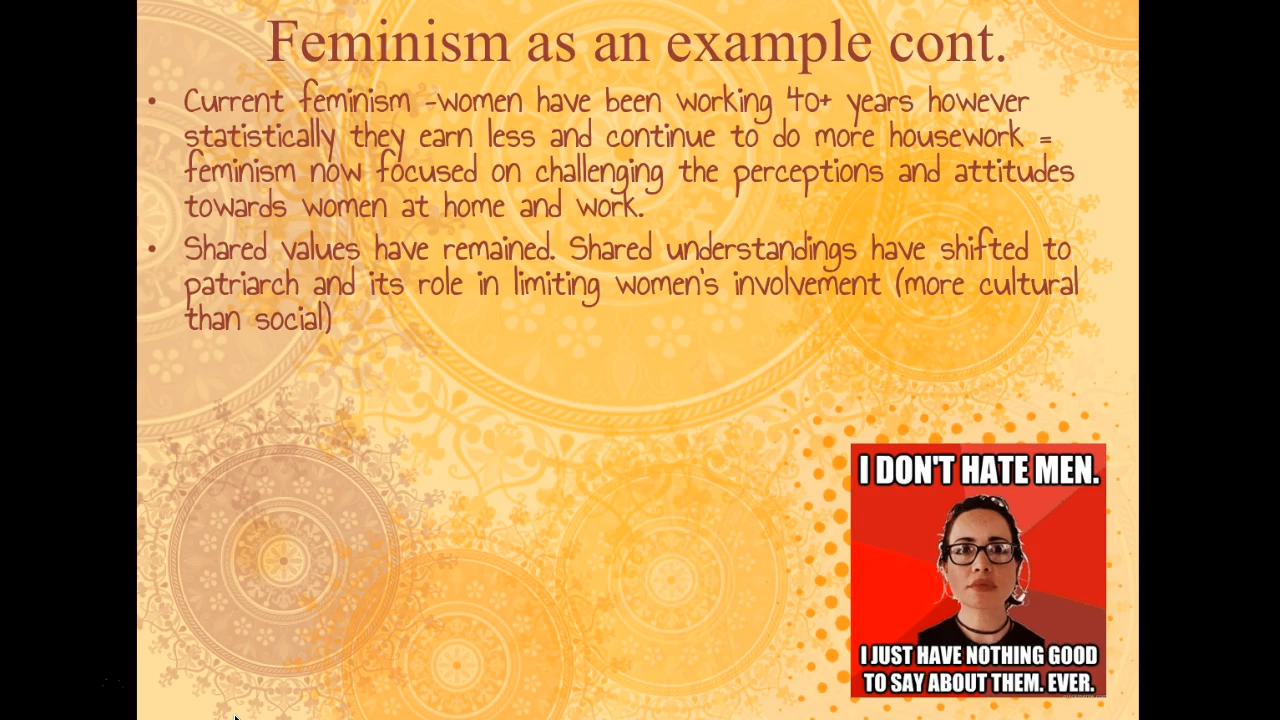 Feminism as an example cont.
• Current feminism -women have been working 40+ years however
statistically they earn less and continue to do more housework =
feminism now focused on challenging the perceptions and attitudes
towards women at home and work.
• Shared values have remained. Shared understandings have shifted to
patriarch and its role in limiting women's involvement (more cultural
than social)
I DON'T HATE MEN.
I JUST HAVE NOTHING GOOD
TO SAY ABOUT THEM. EVER.